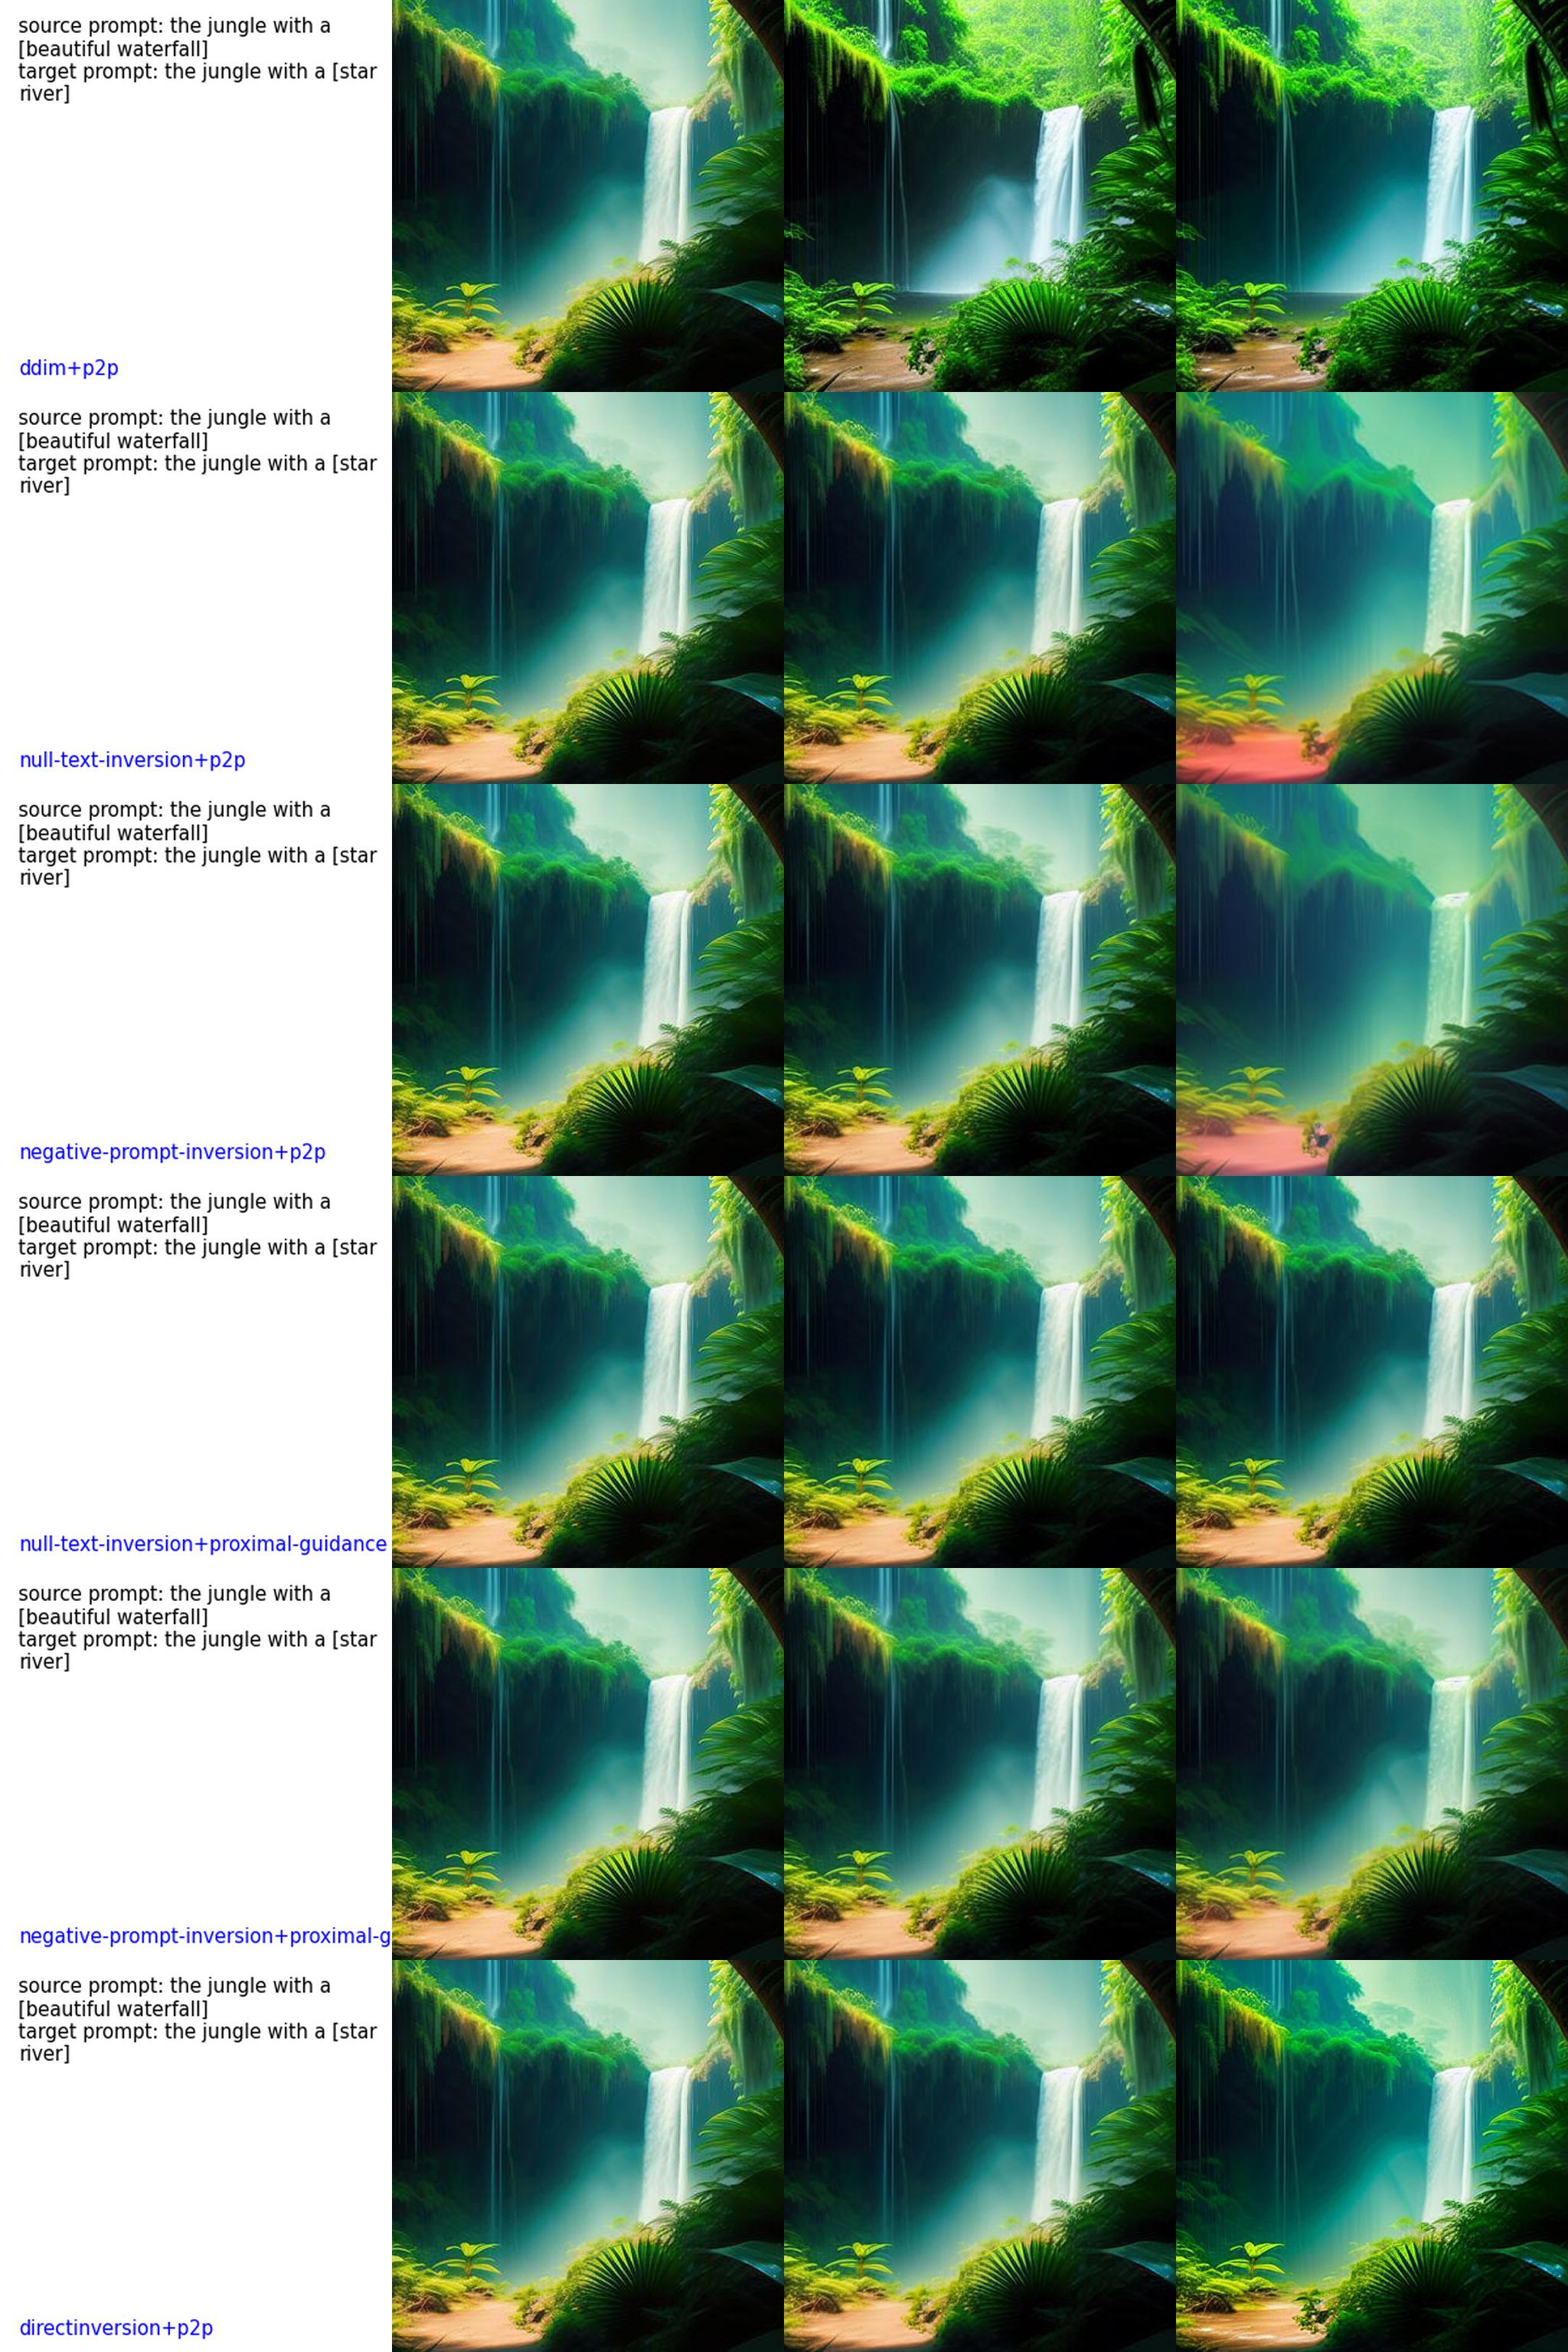 source prompt: the jungle with a
[beautiful waterfall]
target prompt: the jungle with a [star
river]
ddim+p2p
source prompt: the jungle with a
[beautiful waterfall]
target prompt: the jungle with a [star
river]
null-text-inversion+p2p
source prompt: the jungle with a
[beautiful waterfall]
target prompt: the jungle with a [star
river]
negative-prompt-inversion+p2p
source prompt: the jungle with a
[beautiful waterfall]
target prompt: the jungle with a [star
river]
null-text-inversion+proximal-guidance
source prompt: the jungle with a
[beautiful waterfall]
target prompt: the jungle with a [star
river]
negative-prompt-inversion+proximal-g
source prompt: the jungle with a
[beautiful waterfall]
target prompt: the jungle with a [star
river]
directinversion+p2p